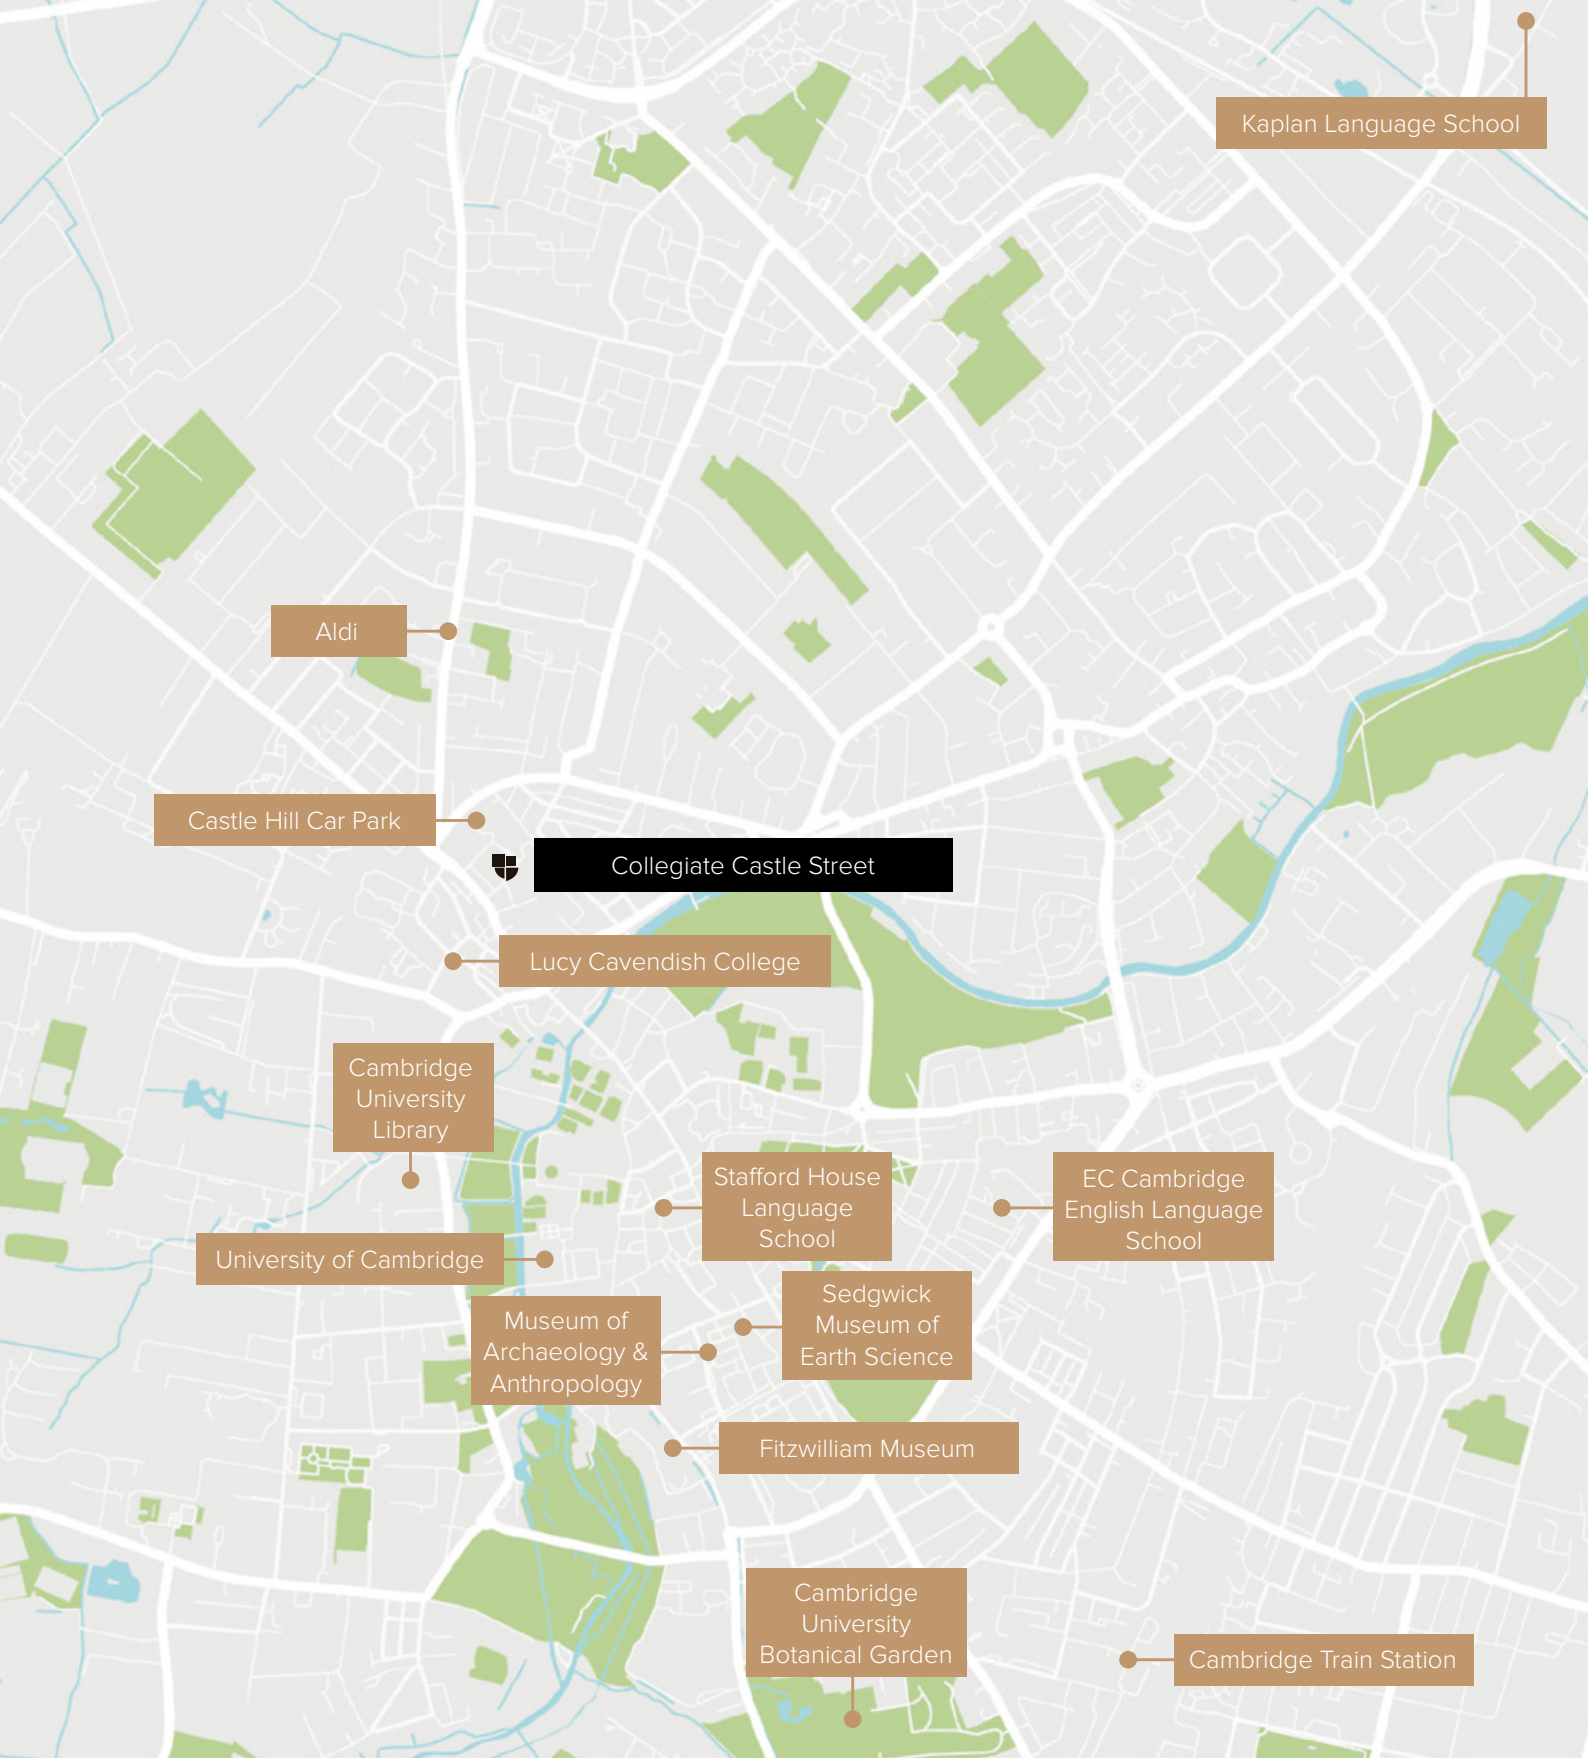 Kaplan Language School
Aldi
Castle Hill Car Park
Collegiate Castle Street
Lucy Cavendish College
Cambridge
University
Library
Stafford House
Language
School
EC Cambridge
English Language
School
University of Cambridge
Sedgwick
Museum of
Earth Science
Museum of
Archaeology &
Anthropology
Fitzwilliam Museum
Cambridge
University
Botanical Garden
Cambridge Train Station